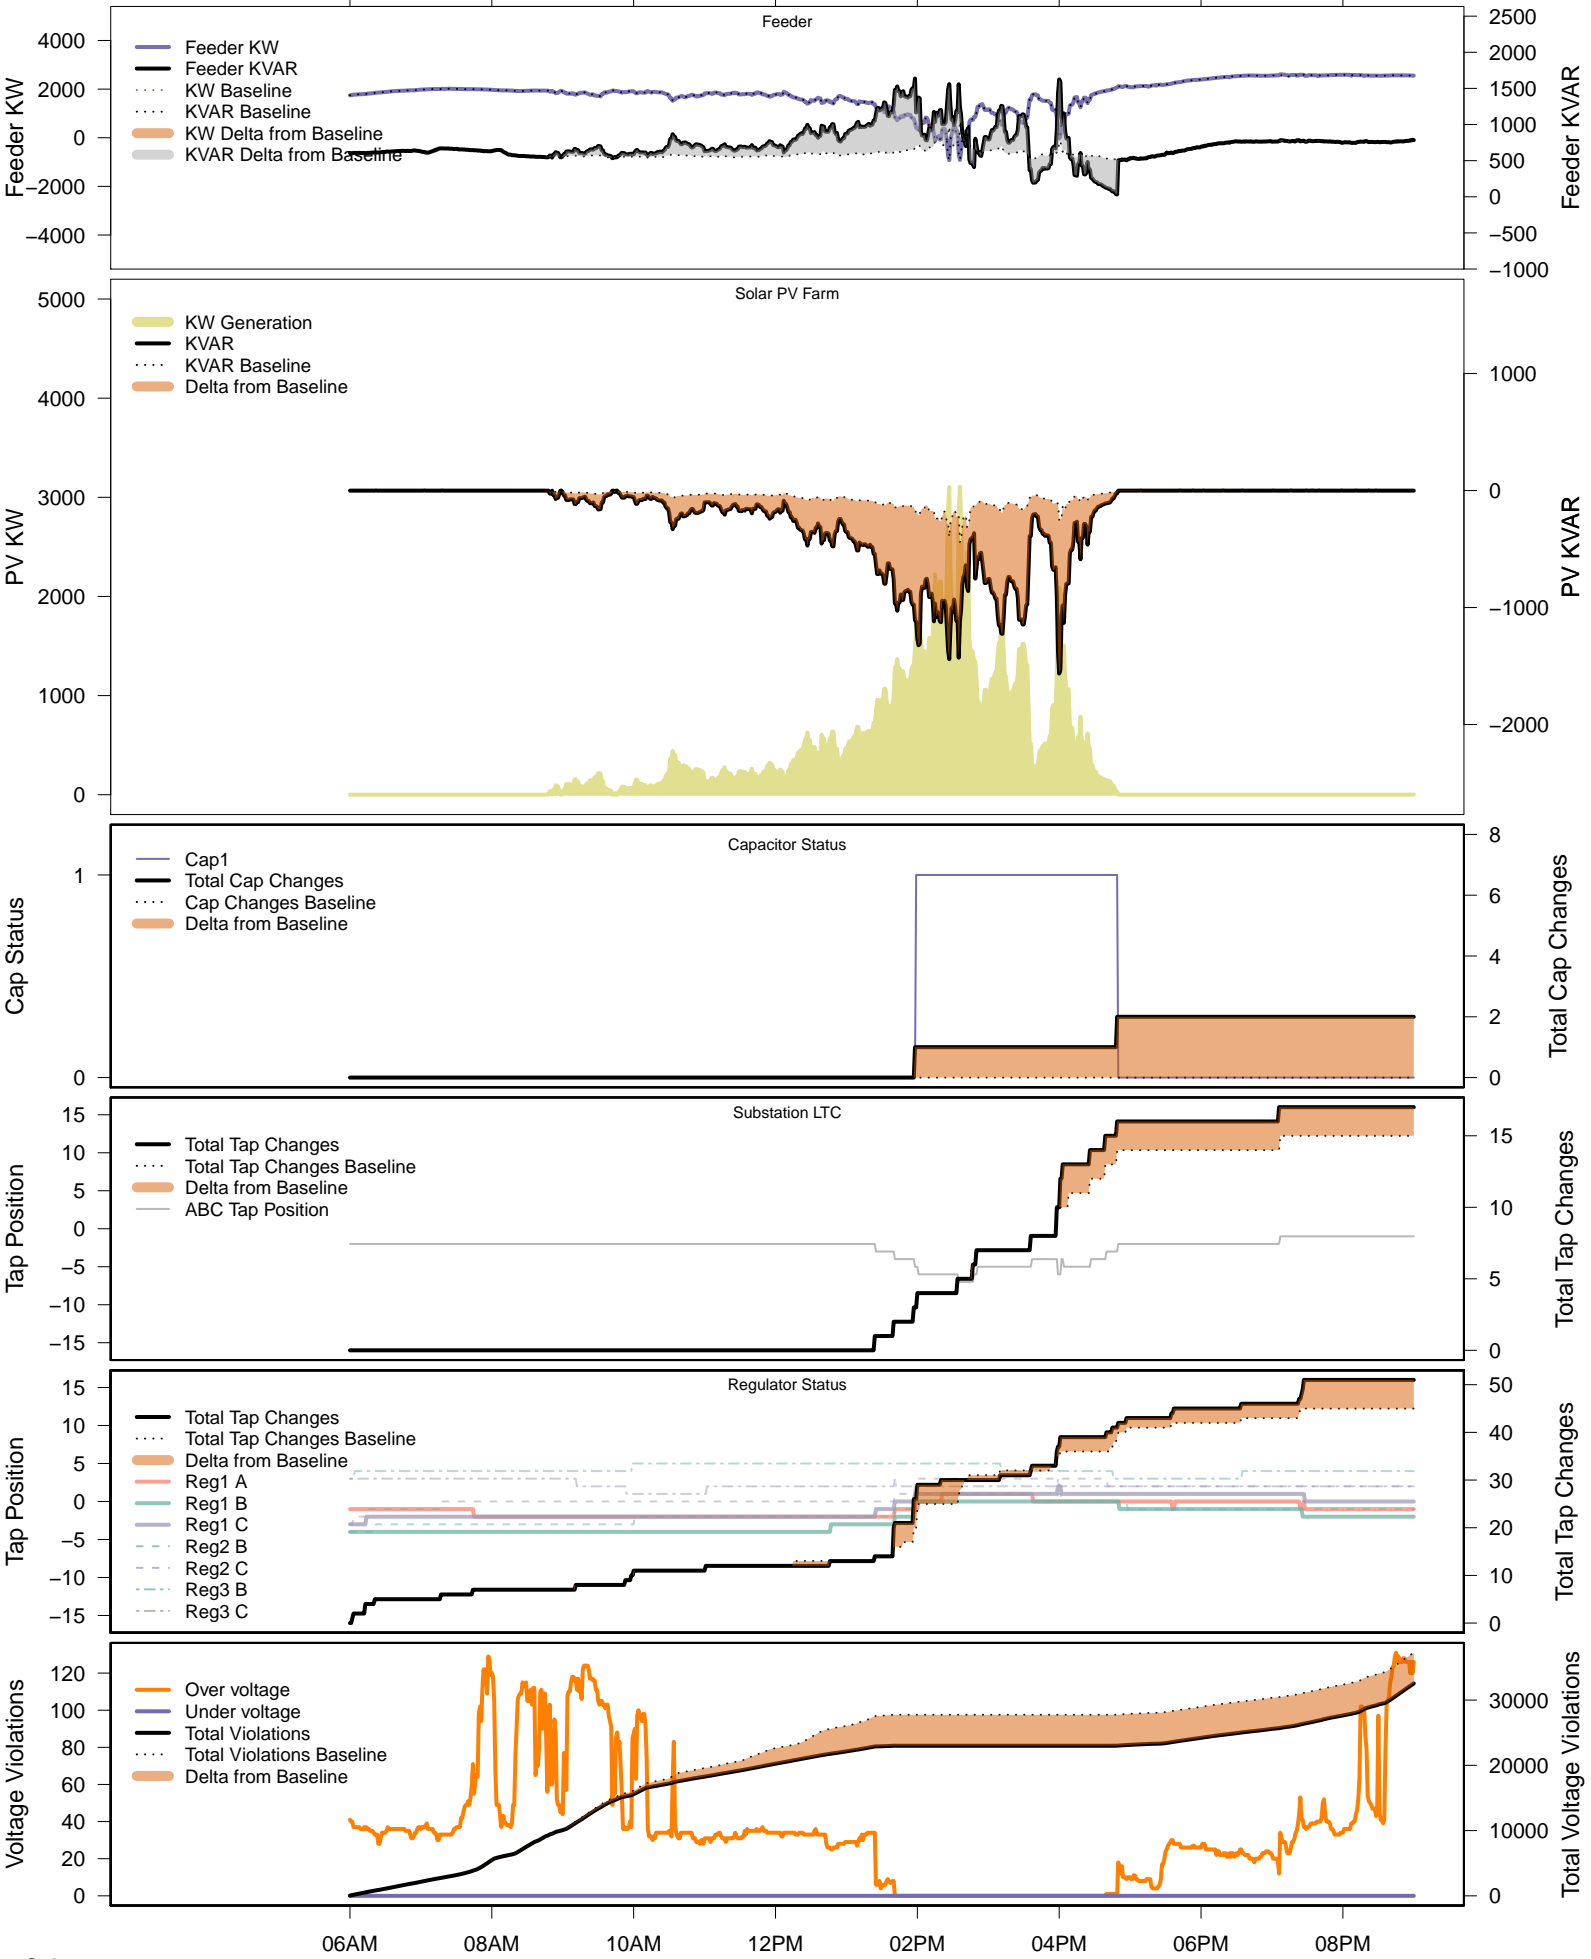 Feeder
Feeder KW
Feeder KVAR
KW Baseline
KVAR Baseline
KW Delta from Baseline
KVAR Delta from Baseline
Feeder KW
4000
2000
0
−2000
−4000
Feeder KVAR
2500
2000
1500
1000
500
0
−500
−1000
Solar PV Farm
KW Generation
KVAR
KVAR Baseline
Delta from Baseline
PV KW
5000
4000
3000
2000
1000
0
PV KVAR
1000
0
−1000
−2000
Capacitor Status
Cap1
Total Cap Changes
Cap Changes Baseline
Delta from Baseline
Cap Status
1
0
Total Cap Changes
8
6
4
2
0
Substation LTC
Total Tap Changes
Total Tap Changes Baseline
Delta from Baseline
ABC Tap Position
Tap Position
15
10
5
0
−5
−10
−15
Total Tap Changes
15
10
5
0
Regulator Status
Total Tap Changes
Total Tap Changes Baseline
Delta from Baseline
Reg1 A
Reg1 B
Reg1 C
Reg2 B
Reg2 C
Reg3 B
Reg3 C
Tap Position
15
10
5
0
−5
−10
−15
Total Tap Changes
50
40
30
20
10
0
Over voltage
Under voltage
Total Violations
Total Violations Baseline
Delta from Baseline
Voltage Violations
120
100
80
60
40
20
0
Total Voltage Violations
30000
20000
10000
0
06AM
08AM
10AM
12PM
02PM
04PM
06PM
08PM